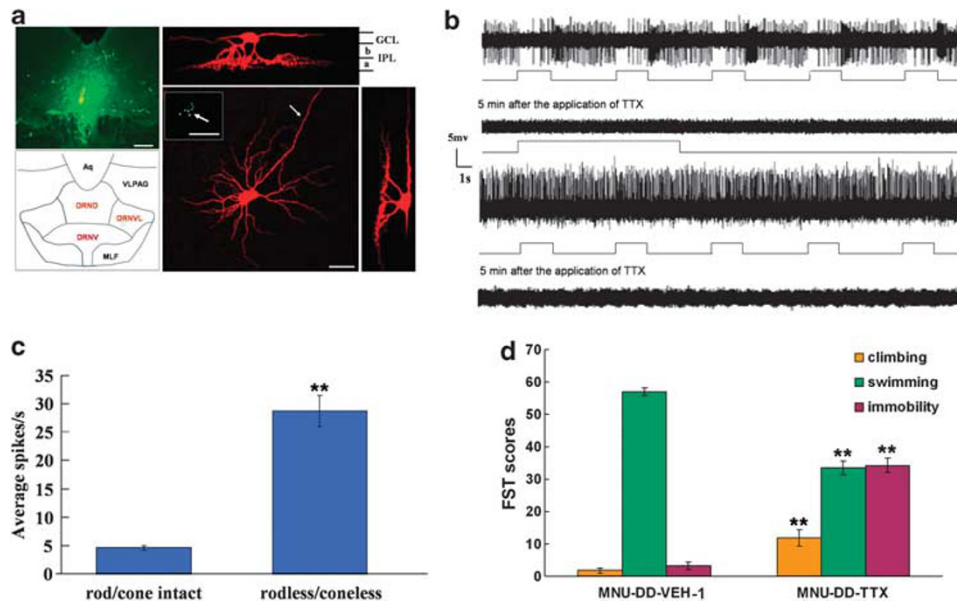 a
GCL
b
IPL
a
Aq
VLPAG
DRND
DRNVL
DRNV
MLF
b
5 min after the application of TTX
5mv
1s
5 min after the application of TTX
c
Average spikes/s
35
30
25
20
15
10
5
0
**
rod/cone intact
rodless/coneless
d
FST scores
70
60
50
40
30
20
10
0
climbing
swimming
immobility
**
**
**
MNU-DD-VEH-1
MNU-DD-TTX